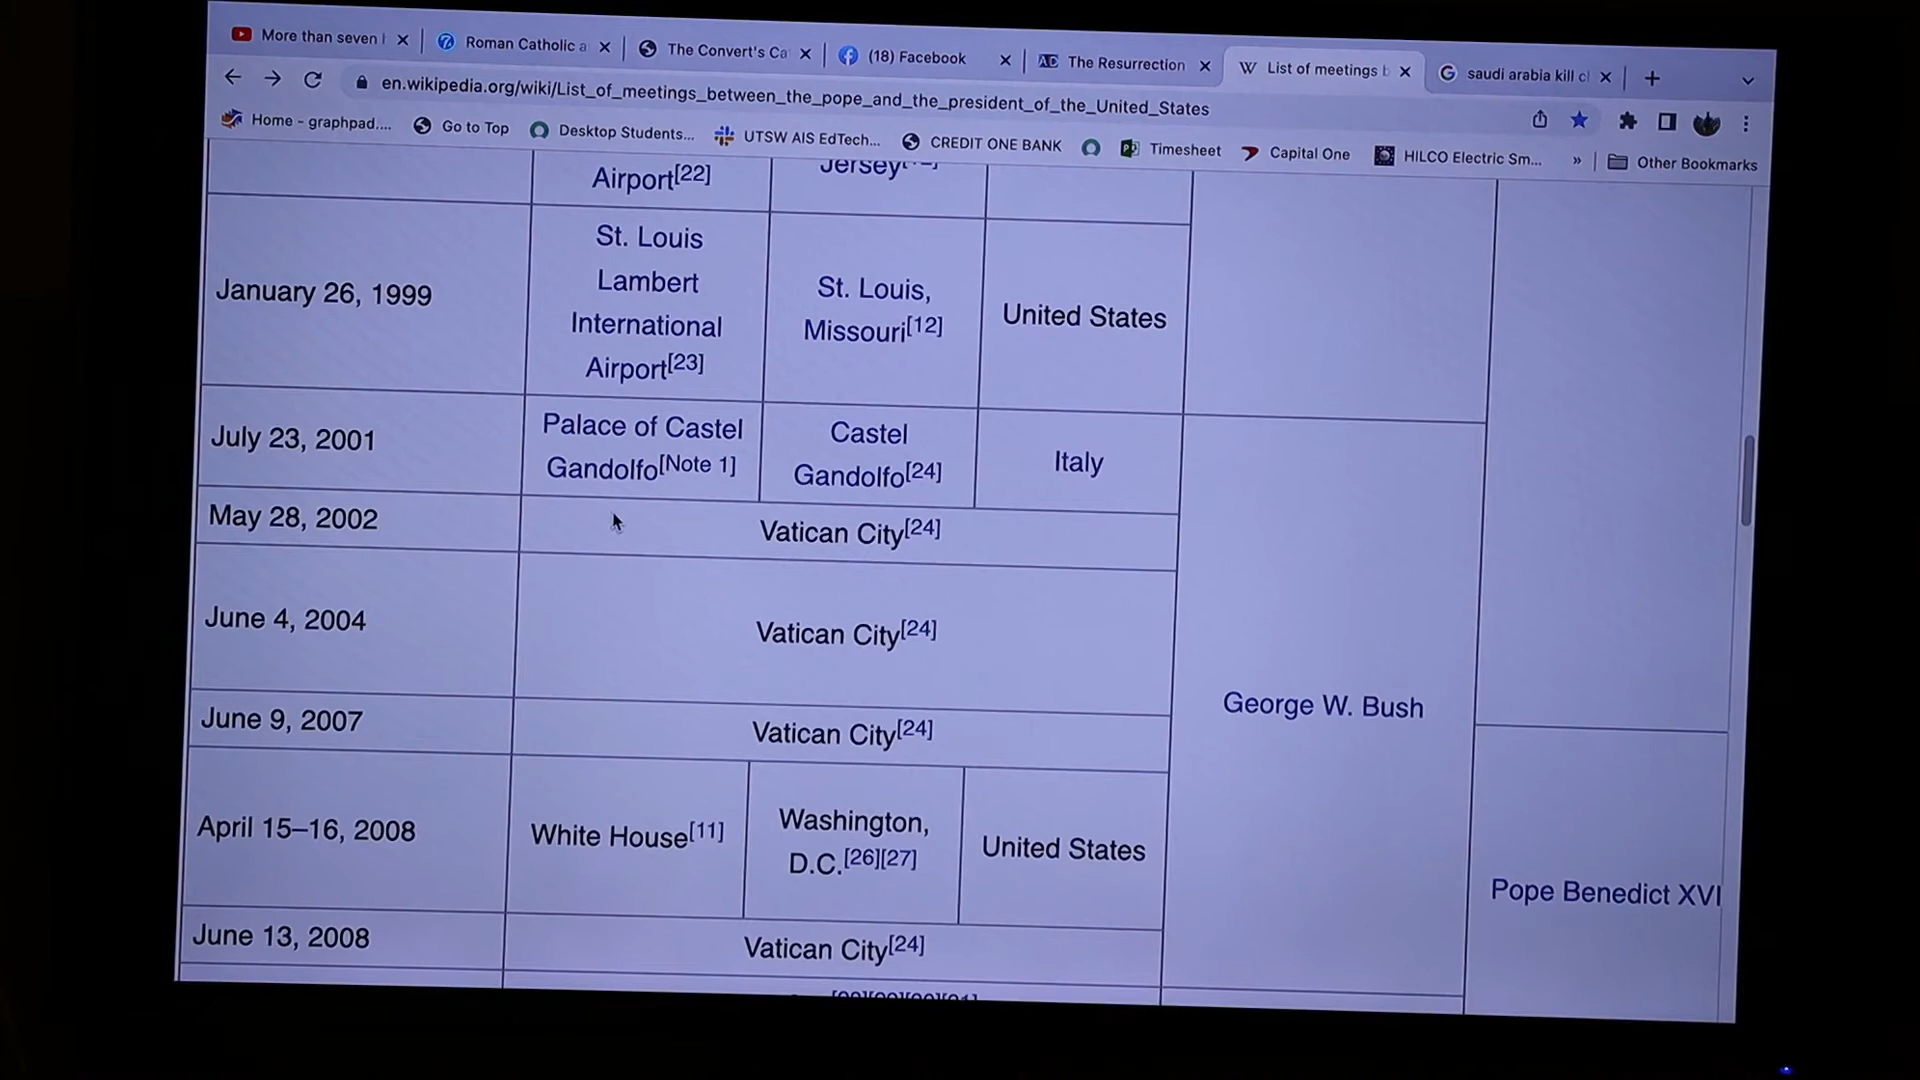 More than seven
Roman Catholic a
The Convert's Ca
(18) Facebook
The Resurrection
List of meetings b
saudi arabia kill cl
en.wikipedia.org/wiki/List_of_meetings_between_the_pope_and_the_president_of_the_United_States
Home - graphpad....
Go to Top
Desktop Students...
UTSW AIS EdTech...
CREDIT ONE BANK
Timesheet
Capital One
HILCO Electric Sm...
»
Other Bookmarks
Airport[22]
Jersey
January 26, 1999
St. Louis
Lambert
International
Airport[23]
St. Louis,
Missouri[12]
United States
July 23, 2001
Palace of Castel
Gandolfo[Note 1]
Castel
Gandolfo[24]
Italy
May 28, 2002
Vatican City[24]
June 4, 2004
Vatican City[24]
June 9, 2007
Vatican City[24]
George W. Bush
April 15–16, 2008
White House[11]
Washington,
D.C.[26][27]
United States
Pope Benedict XVI
June 13, 2008
Vatican City[24]